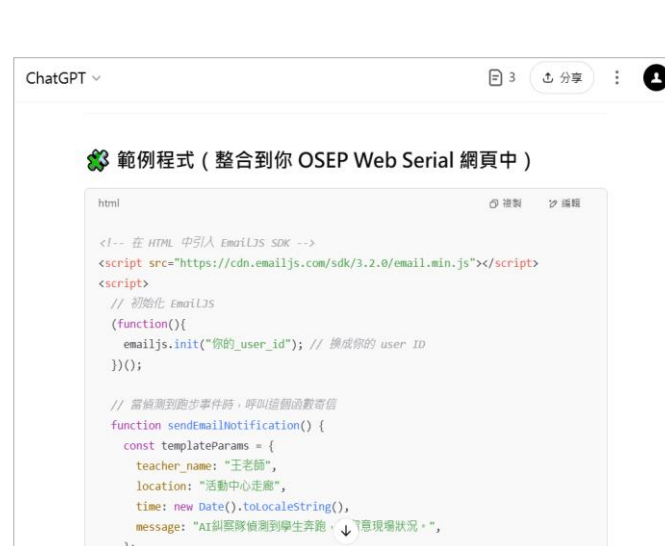 ChatGPT
3
分享
範例程式（整合到你 OSEP Web Serial 網頁中）
html
複製
編輯
<!-- 在 HTML 中引入 EmailJS SDK -->
<script src="https://cdn.emailjs.com/sdk/3.2.0/email.min.js"></script>
<script>
// 初始化 EmailJS
(function(){
emailjs.init("你的_user_id"); // 換成你的 user ID
})();
// 當偵測到跑步事件時，呼叫這個函數寄信
function sendEmailNotification() {
const templateParams = {
teacher_name: "王老師",
location: "活動中心走廊",
time: new Date().toLocaleString(),
message: "AI糾察隊偵測到學生奔跑，意現場狀況。",